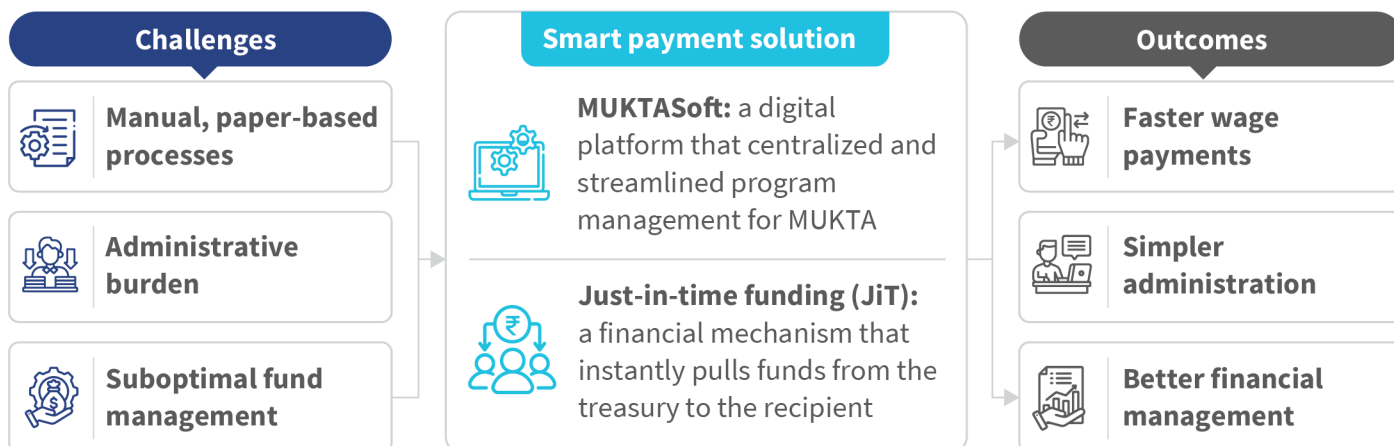 Challenges
Manual, paper-based
processes
Administrative
burden
Suboptimal fund
management
Smart payment solution
MUKTASoft: a digital
platform that centralized and
streamlined program
management for MUKTA
₹
Just-in-time funding (JiT):
a financial mechanism that
instantly pulls funds from the
treasury to the recipient
Outcomes
₹
Faster wage
payments
Simpler
administration
Better financial
management
$